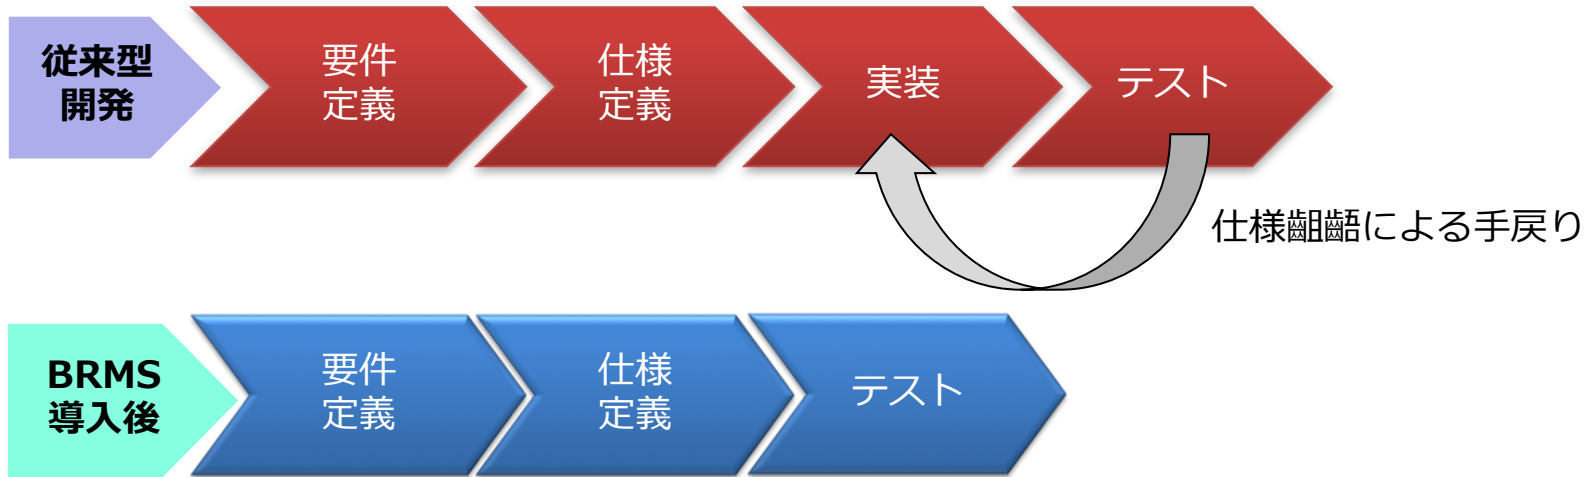 従来型
開発
要件
定義
仕様
定義
実装
テスト
仕様齟齬による手戻り
BRMS
導入後
要件
定義
仕様
定義
テスト